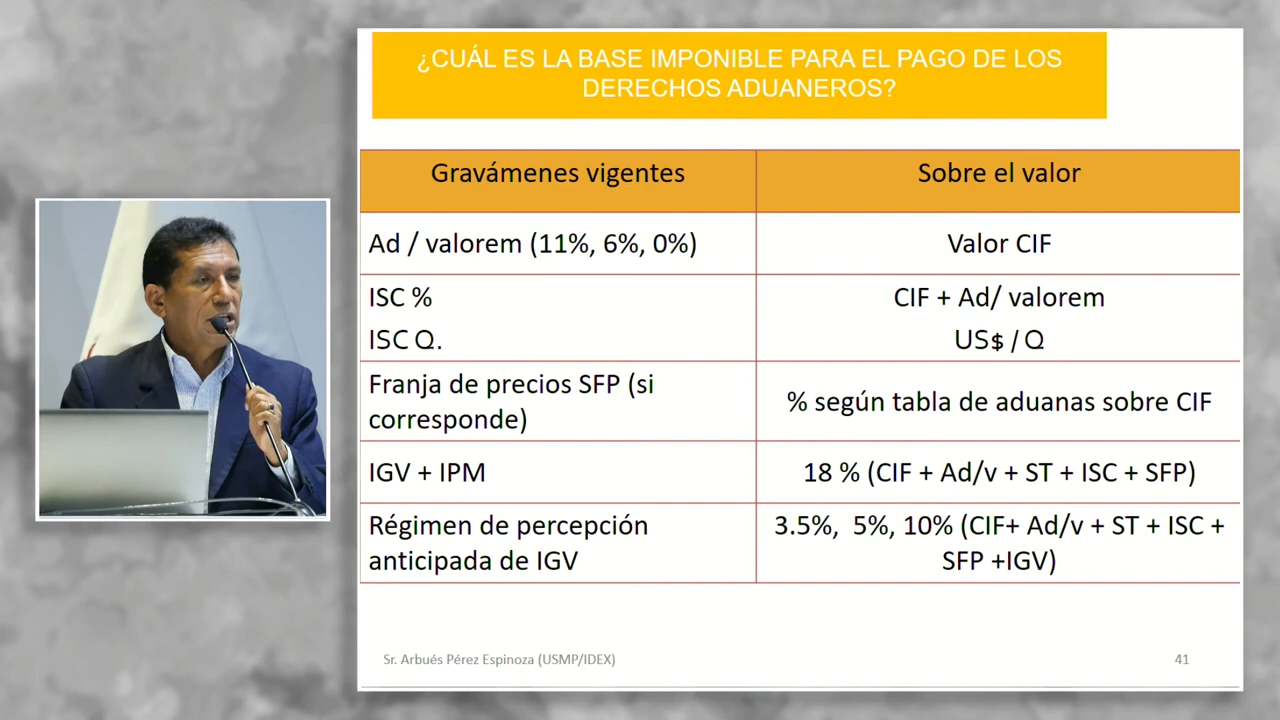 ¿CUÁL ES LA BASE IMPONIBLE PARA EL PAGO DE LOS
DERECHOS ADUANEROS?
Gravámenes vigentes
Sobre el valor
Ad / valorem (11%, 6%, 0%)
Valor CIF
ISC %
ISC Q.
CIF + Ad/ valorem
US$ / Q
Franja de precios SFP (si
corresponde)
% según tabla de aduanas sobre CIF
IGV + IPM
18 % (CIF + Ad/v + ST + ISC + SFP)
Régimen de percepción
anticipada de IGV
3.5%, 5%, 10% (CIF+ Ad/v + ST + ISC +
SFP +IGV)
Sr. Arbués Pérez Espinoza (USMP/IDEX)
41